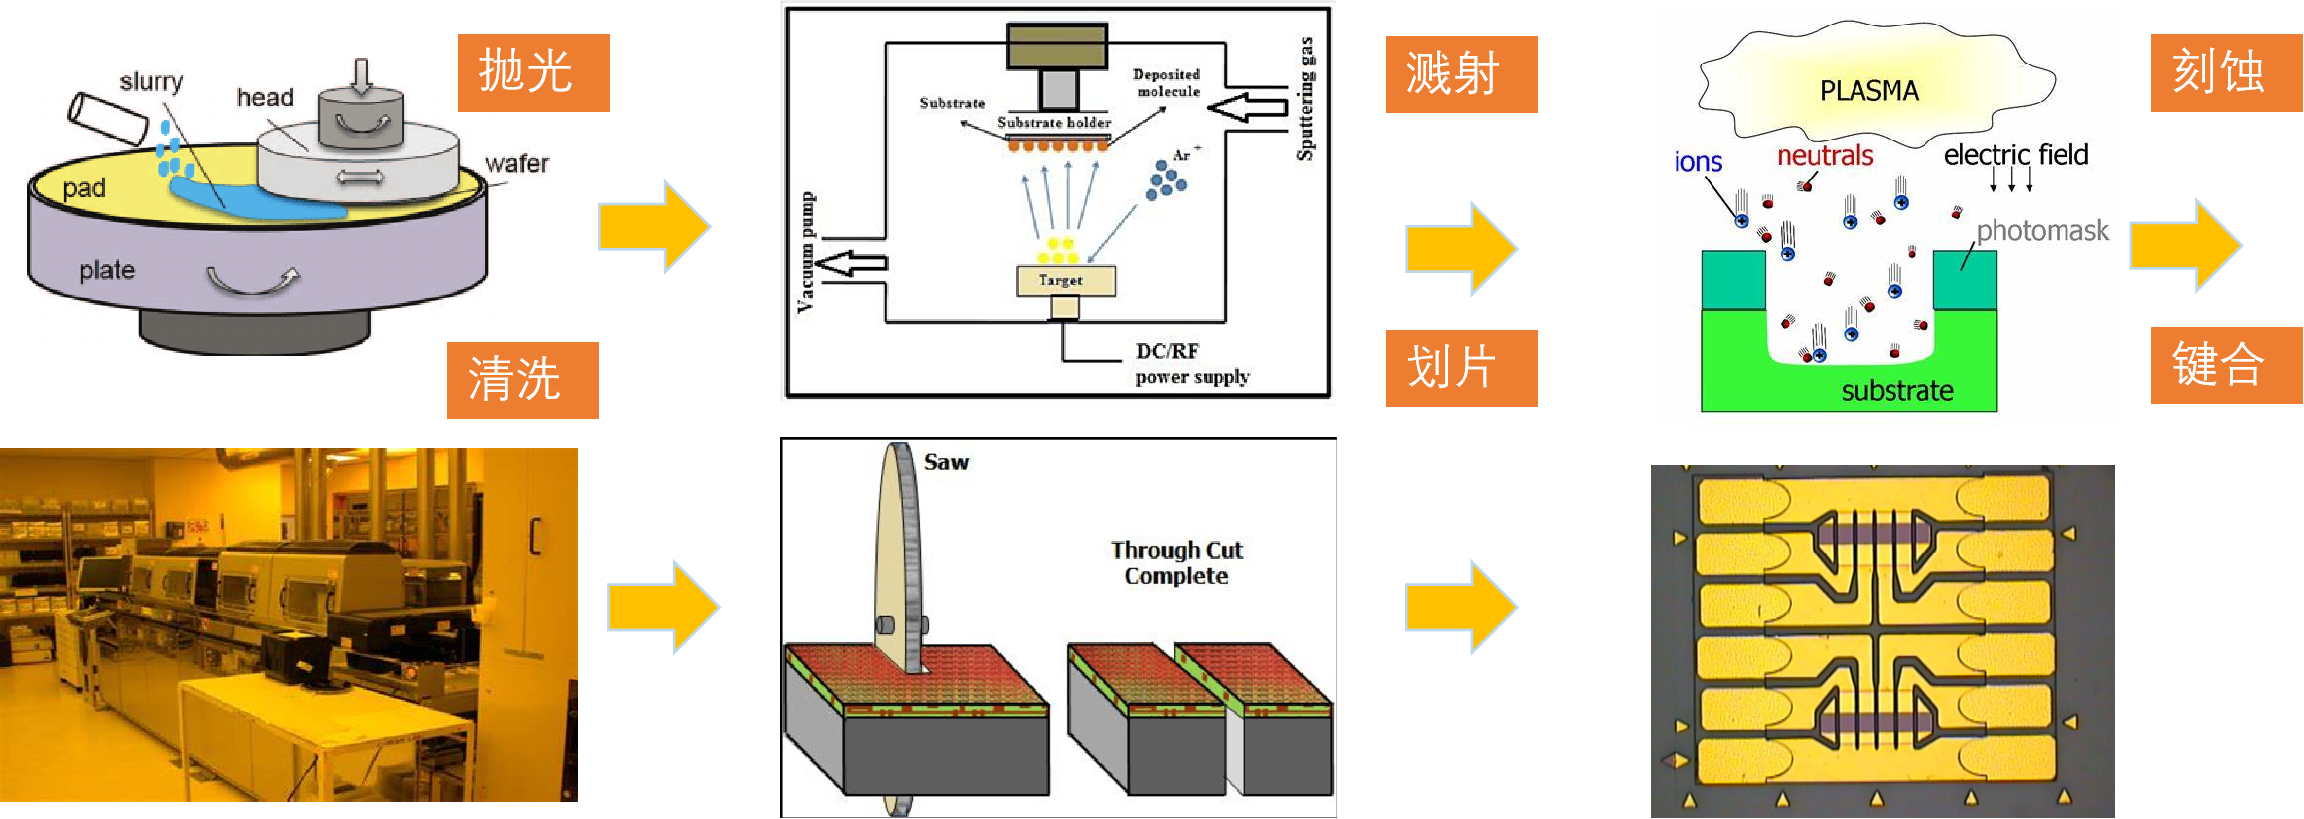 抛光
slurry
head
wafer
pad
plate
溅射
Sputtering gas
Deposited
molecule
Substrate
Substrate holder
Ar+
Vacuum pump
Target
DC/RF
power supply
刻蚀
PLASMA
ions
neutrals
electric field
photomask
substrate
清洗
划片
Saw
Through Cut
Complete
键合